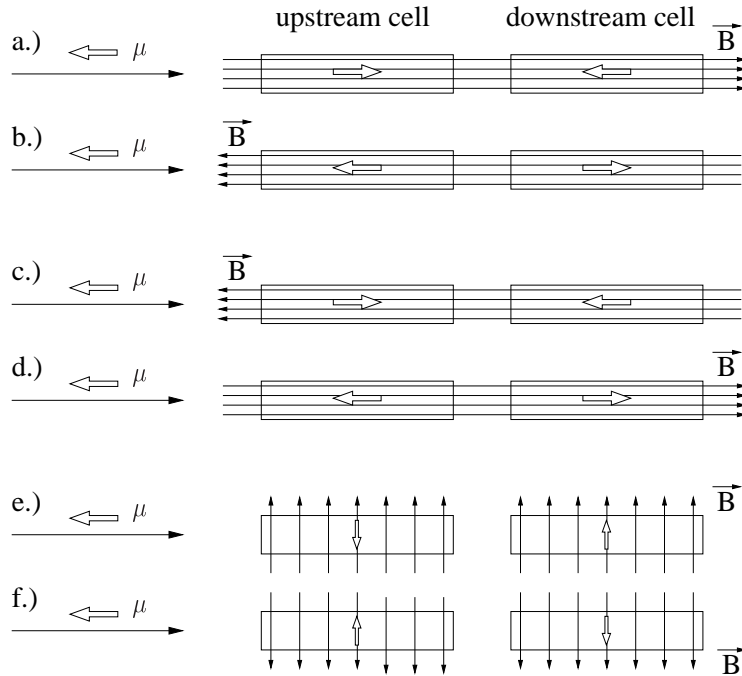 upstream cell downstream cell
a.) μ B
b.) μ B
c.) μ B
d.) μ B
e.) μ B
f.) μ B